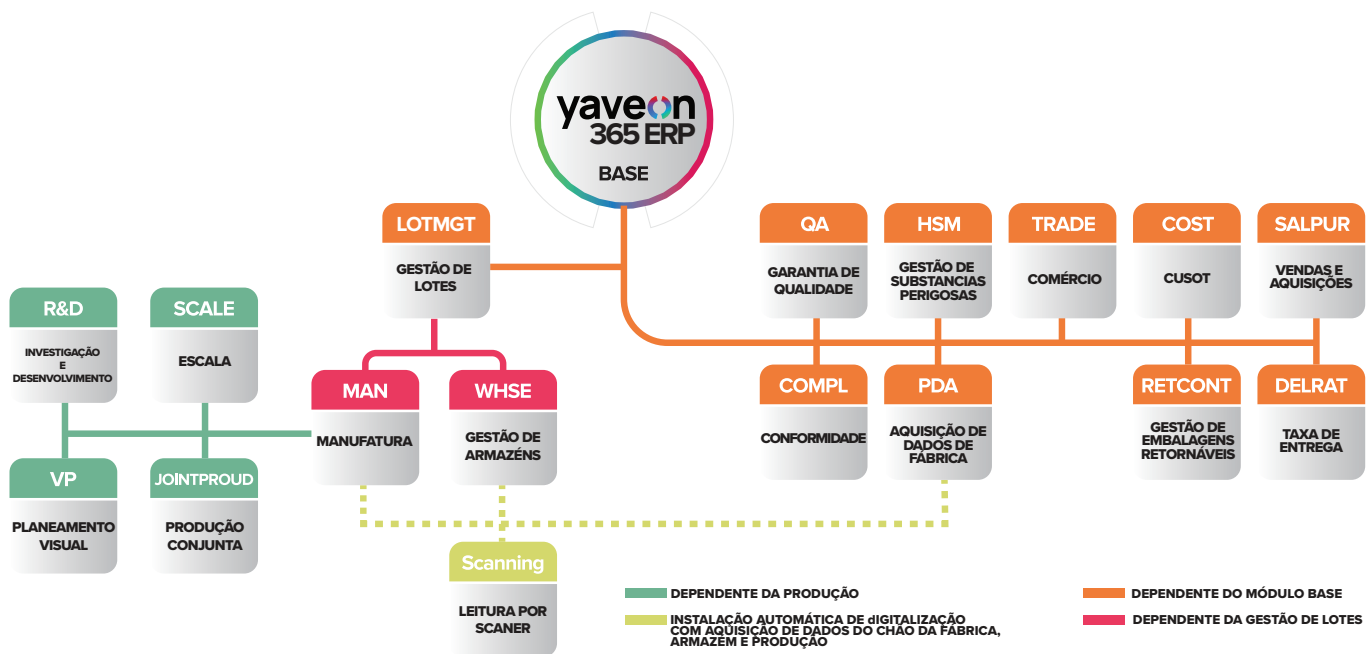 yaveon
365 ERP
BASE
LOTMGT
GESTÃO DE
LOTES
QA
GARANTIA DE
QUALIDADE
HSM
GESTÃO DE
SUBSTANCIAS
PERIGOSAS
TRADE
COMÉRCIO
COST
CUSOT
SALPUR
VENDAS E
AQUISIÇÕES
R&D
INVESTIGAÇÃO
E
DESENVOLVIMENTO
SCALE
ESCALA
MAN
MANUFATURA
WHSE
GESTÃO DE
ARMAZÉNS
COMPL
CONFORMIDADE
PDA
AQUISIÇÃO DE
DADOS DE
FÁBRICA
RETCONT
GESTÃO DE
EMBALAGENS
RETORNÁVEIS
DELRAT
TAXA DE
ENTREGA
VP
PLANEAMENTO
VISUAL
JOINTPROUD
PRODUÇÃO
CONJUNTA
Scanning
LEITURA POR
SCANER
DEPENDENTE DA PRODUÇÃO
INSTALAÇÃO AUTOMÁTICA DE dIGITALIZAÇÃO
COM AQUISIÇÃO DE DADOS DO CHÃO DA FÁBRICA,
ARMAZÉM E PRODUÇÃO
DEPENDENTE DO MÓDULO BASE
DEPENDENTE DA GESTÃO DE LOTES